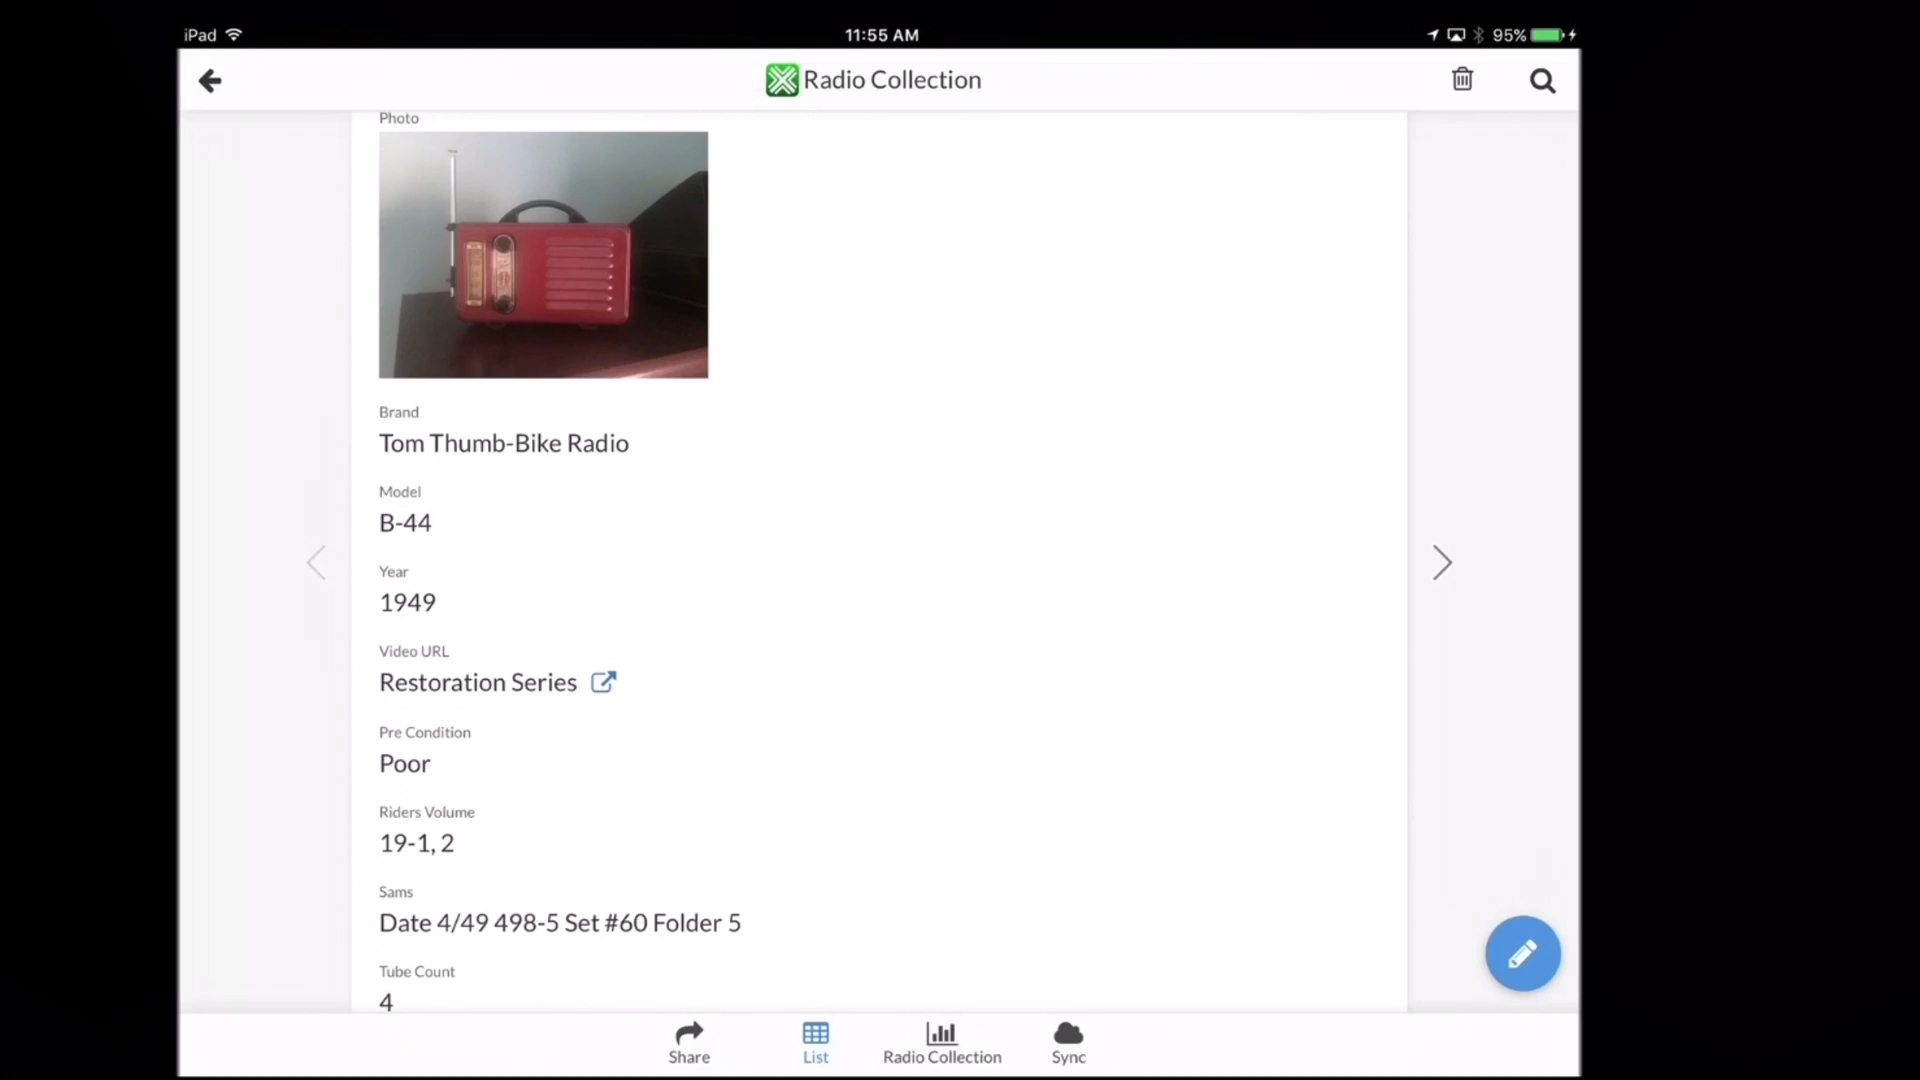 iPad
11:55 AM
95%
Radio Collection
Photo
Brand
Tom Thumb-Bike Radio
Model
B-44
Year
1949
Video URL
Restoration Series
Pre Condition
Poor
Riders Volume
19-1, 2
Sams
Date 4/49 498-5 Set #60 Folder 5
Tube Count
4
Share
List
Radio Collection
Sync